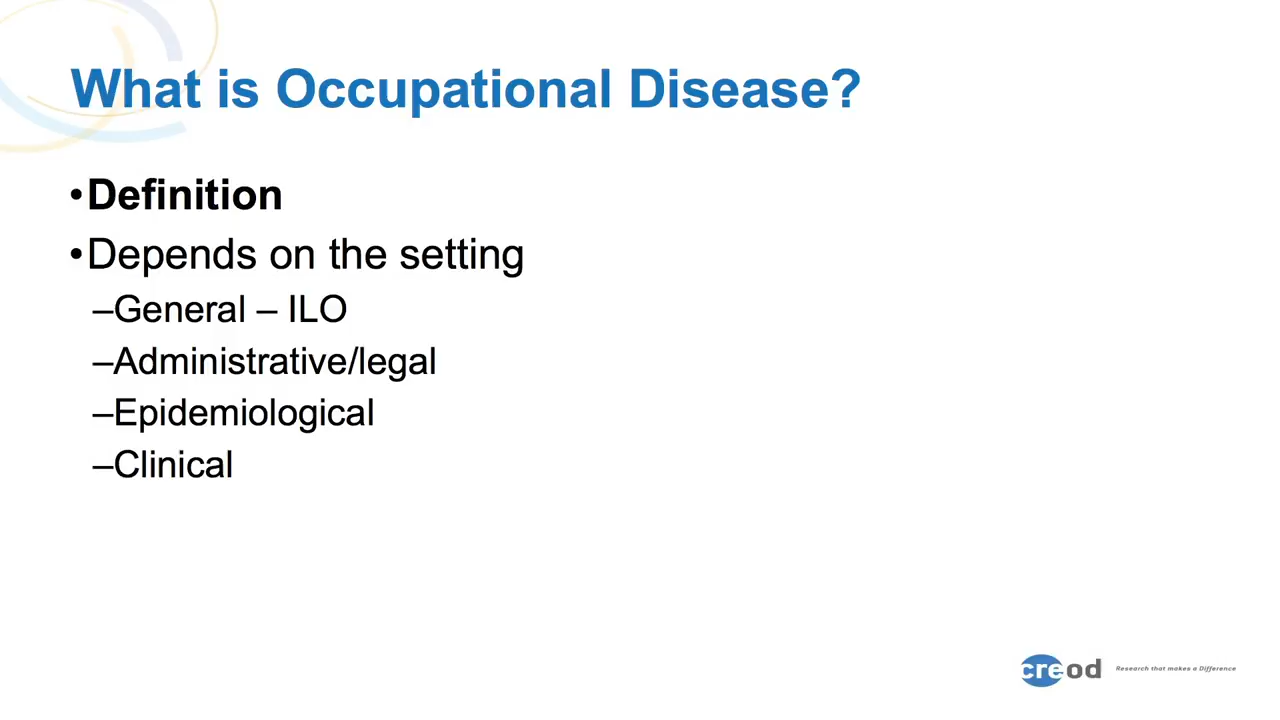 What is Occupational Disease?
•Definition
•Depends on the setting
–General – ILO
–Administrative/legal
–Epidemiological
–Clinical
creod Research that makes a Difference